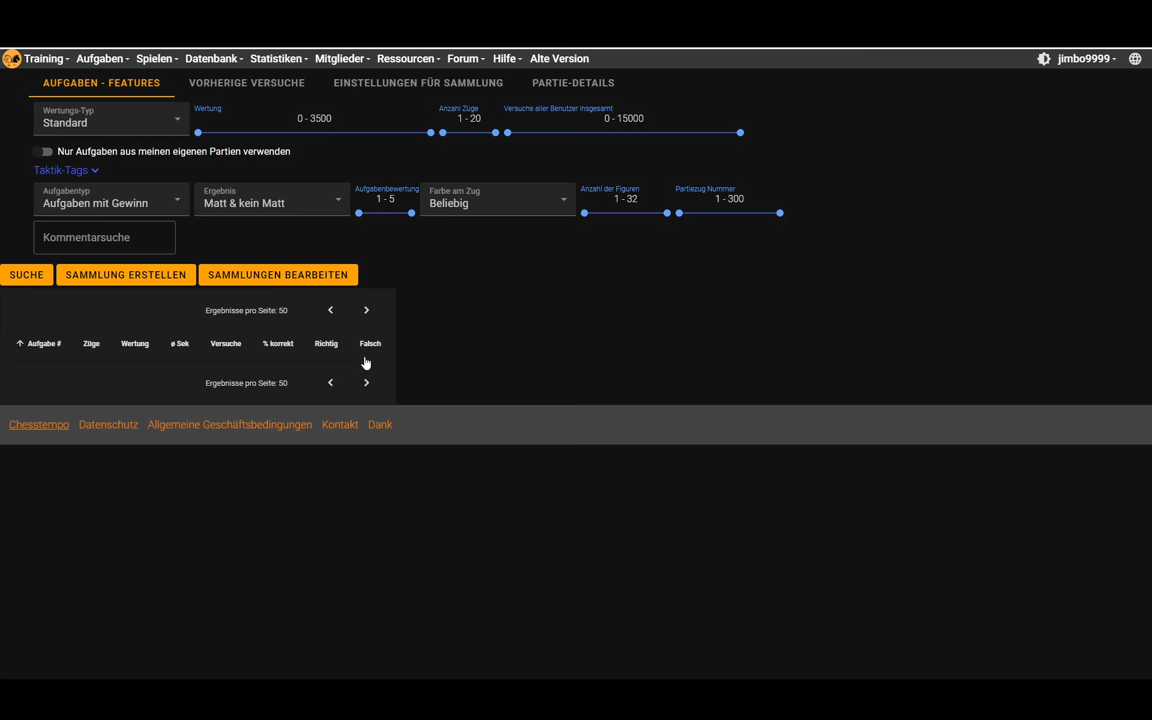 Training Aufgaben Spielen Datenbank Statistiken Mitglieder Ressourcen Forum Hilfe Alte Version jimbo9999
AUFGABEN - FEATURES VORHERIGE VERSUCHE EINSTELLUNGEN FÜR SAMMLUNG PARTIE-DETAILS
Wertungs-Typ Wertung Anzahl Züge Versuche aller Benutzer insgesamt
Standard 0 - 3500 1 - 20 0 - 15000
Nur Aufgaben aus meinen eigenen Partien verwenden
Taktik-Tags
Aufgabentyp Ergebnis Aufgabenbewertung Farbe am Zug Anzahl der Figuren Partiezug Nummer
Aufgaben mit Gewinn Matt & kein Matt 1 - 5 Beliebig 1 - 32 1 - 300
Kommentarsuche
SUCHE SAMMLUNG ERSTELLEN SAMMLUNGEN BEARBEITEN
Ergebnisse pro Seite: 50
Aufgabe # Züge Wertung ø Sek Versuche % korrekt Richtig Falsch
Ergebnisse pro Seite: 50
Chesstempo Datenschutz Allgemeine Geschäftsbedingungen Kontakt Dank